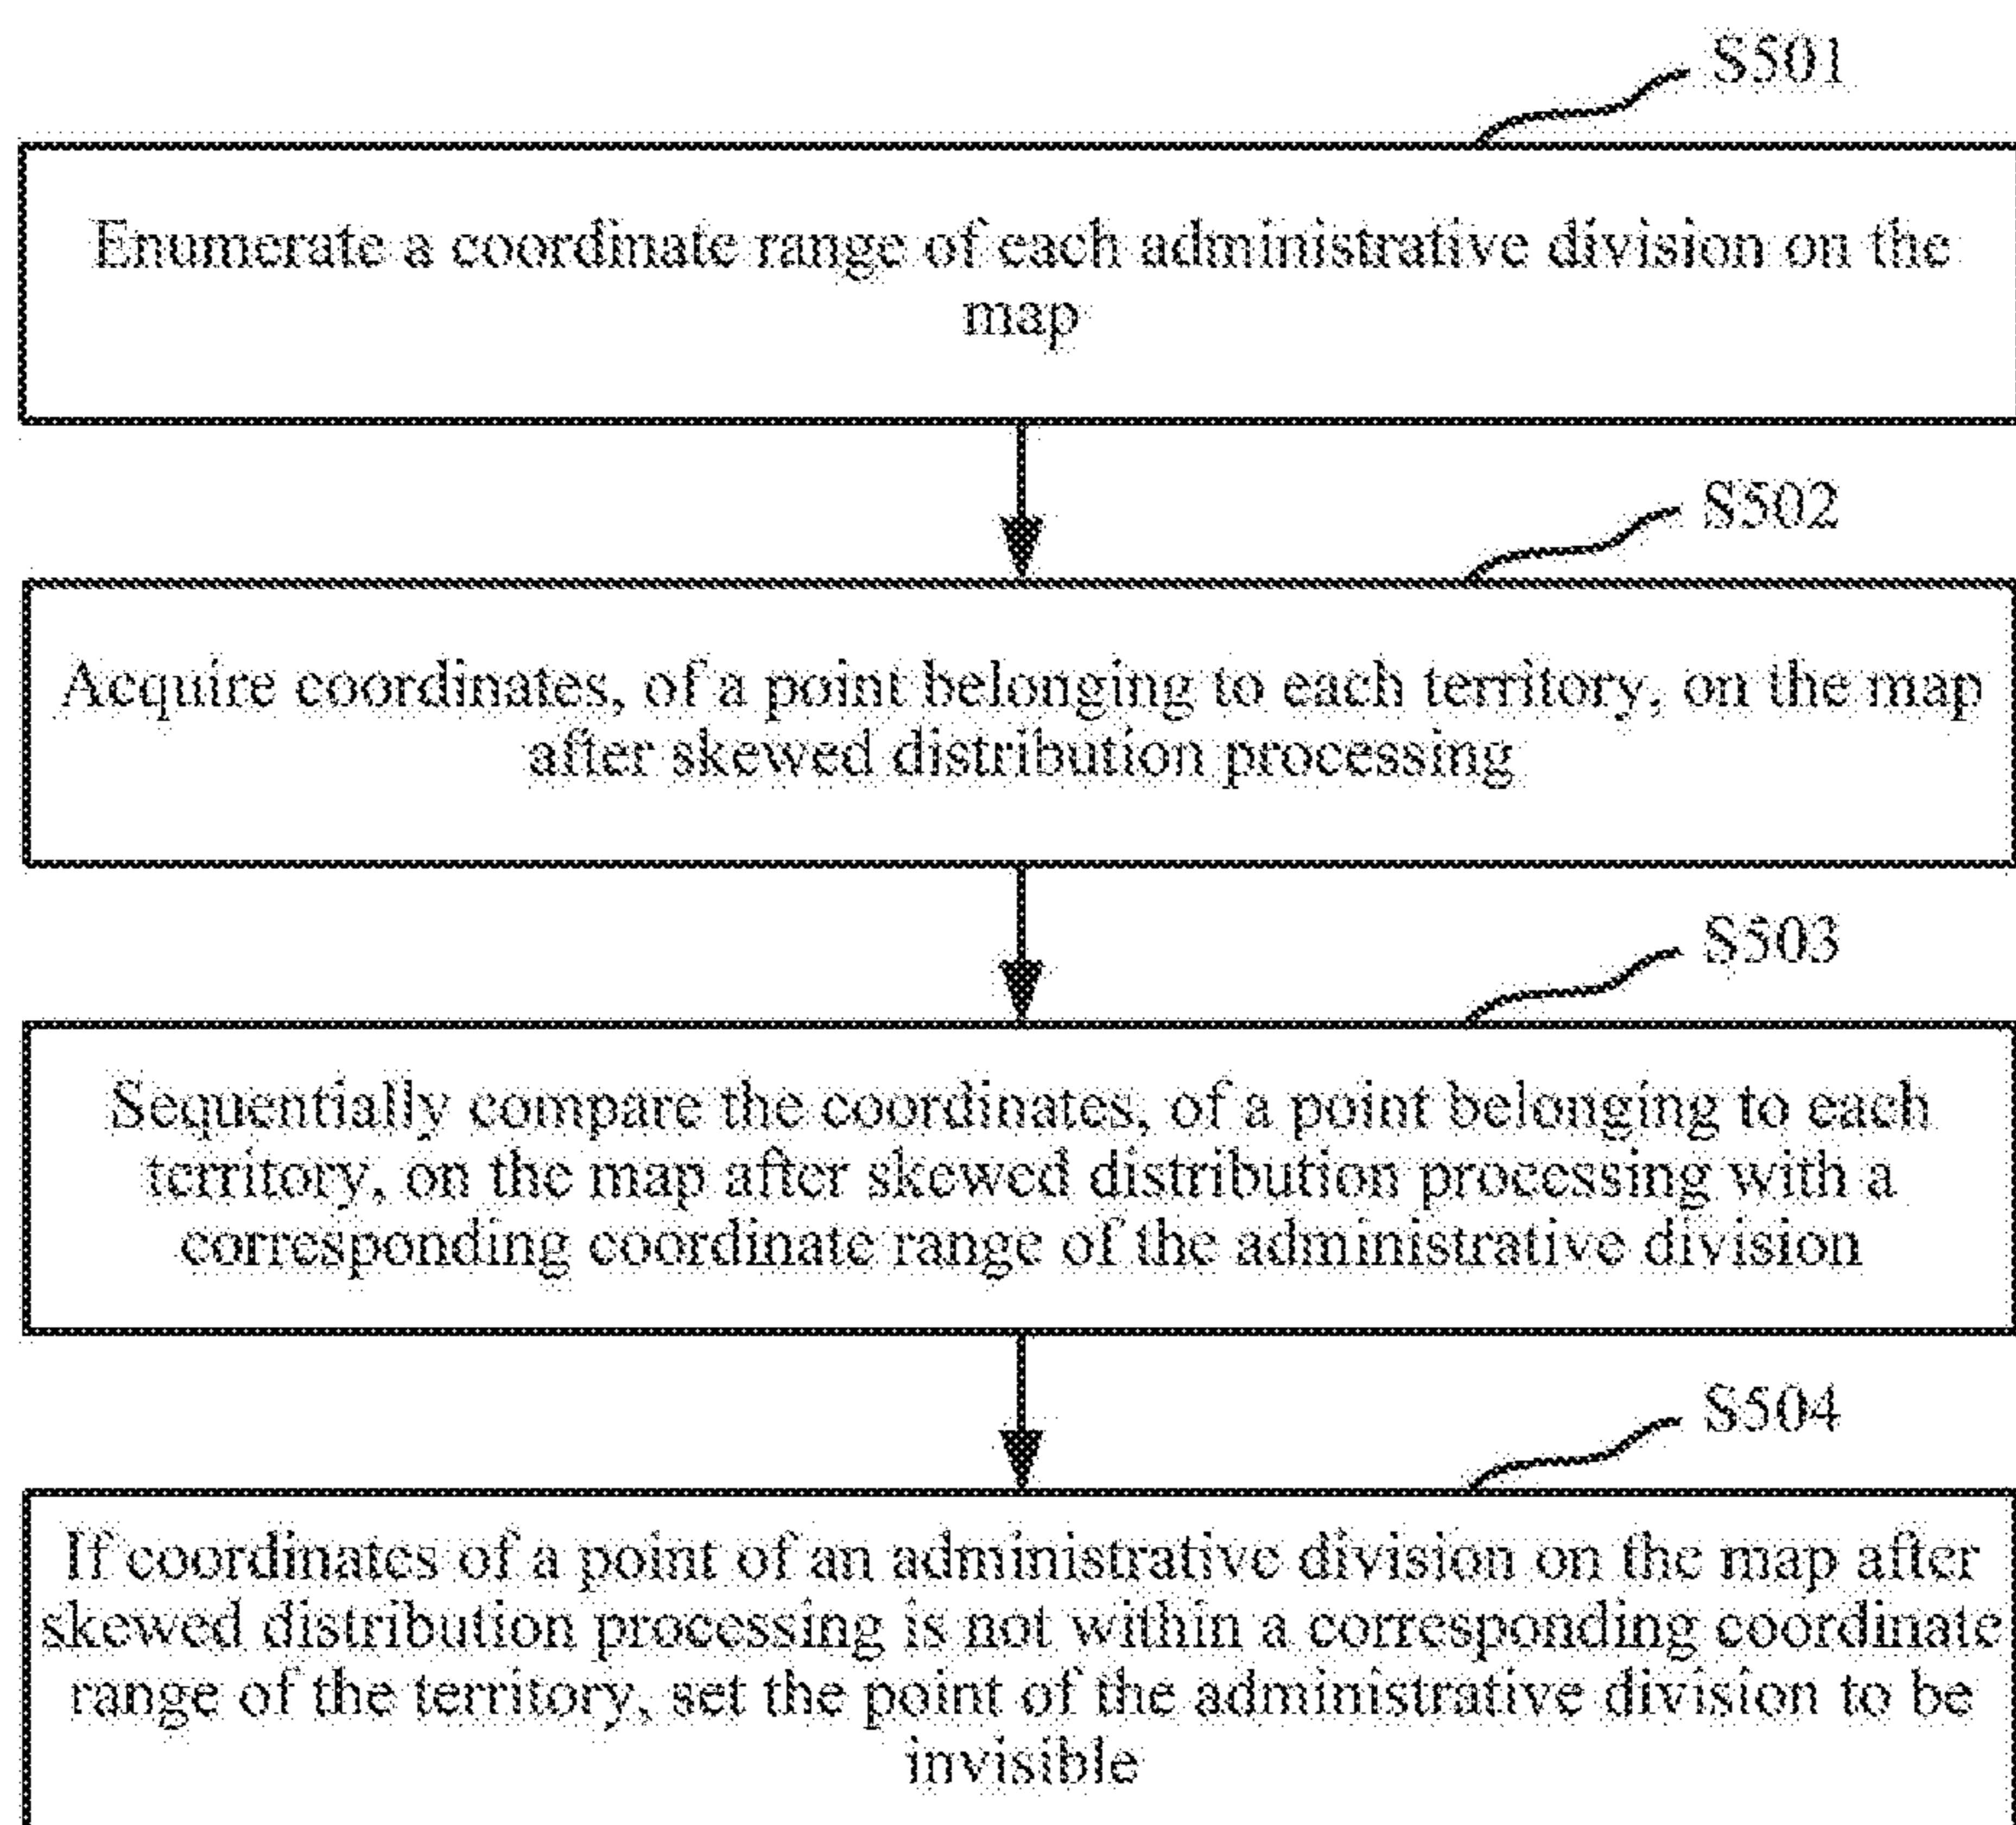 S501
Enumerate a coordinate range of each administrative division on the
map
S502
Acquire coordinates, of a point belonging to each territory, on the map
after skewed distribution processing
S503
Sequentially compare the coordinates, of a point belonging to each
territory, on the map after skewed distribution processing with a
corresponding coordinate range of the administrative division
S504
If coordinates of a point of an administrative division on the map after
skewed distribution processing is not within a corresponding coordinate
range of the territory, set the point of the administrative division to be
invisible